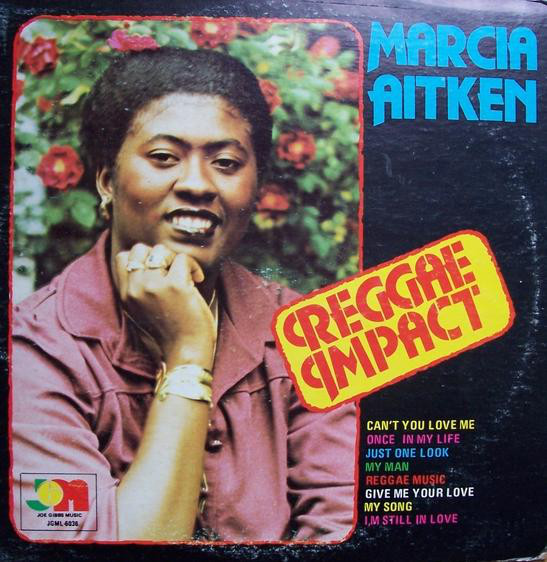 MARCIA
AITKEN
REGGAE
IMPACT
CAN'T YOU LOVE ME
ONCE IN MY LIFE
JUST ONE LOOK
MY MAN
REGGAE MUSIC
GIVE ME YOUR LOVE
MY SONG
I,M STILL IN LOVE
JG
JOE GIBBS MUSIC
JGML-6036